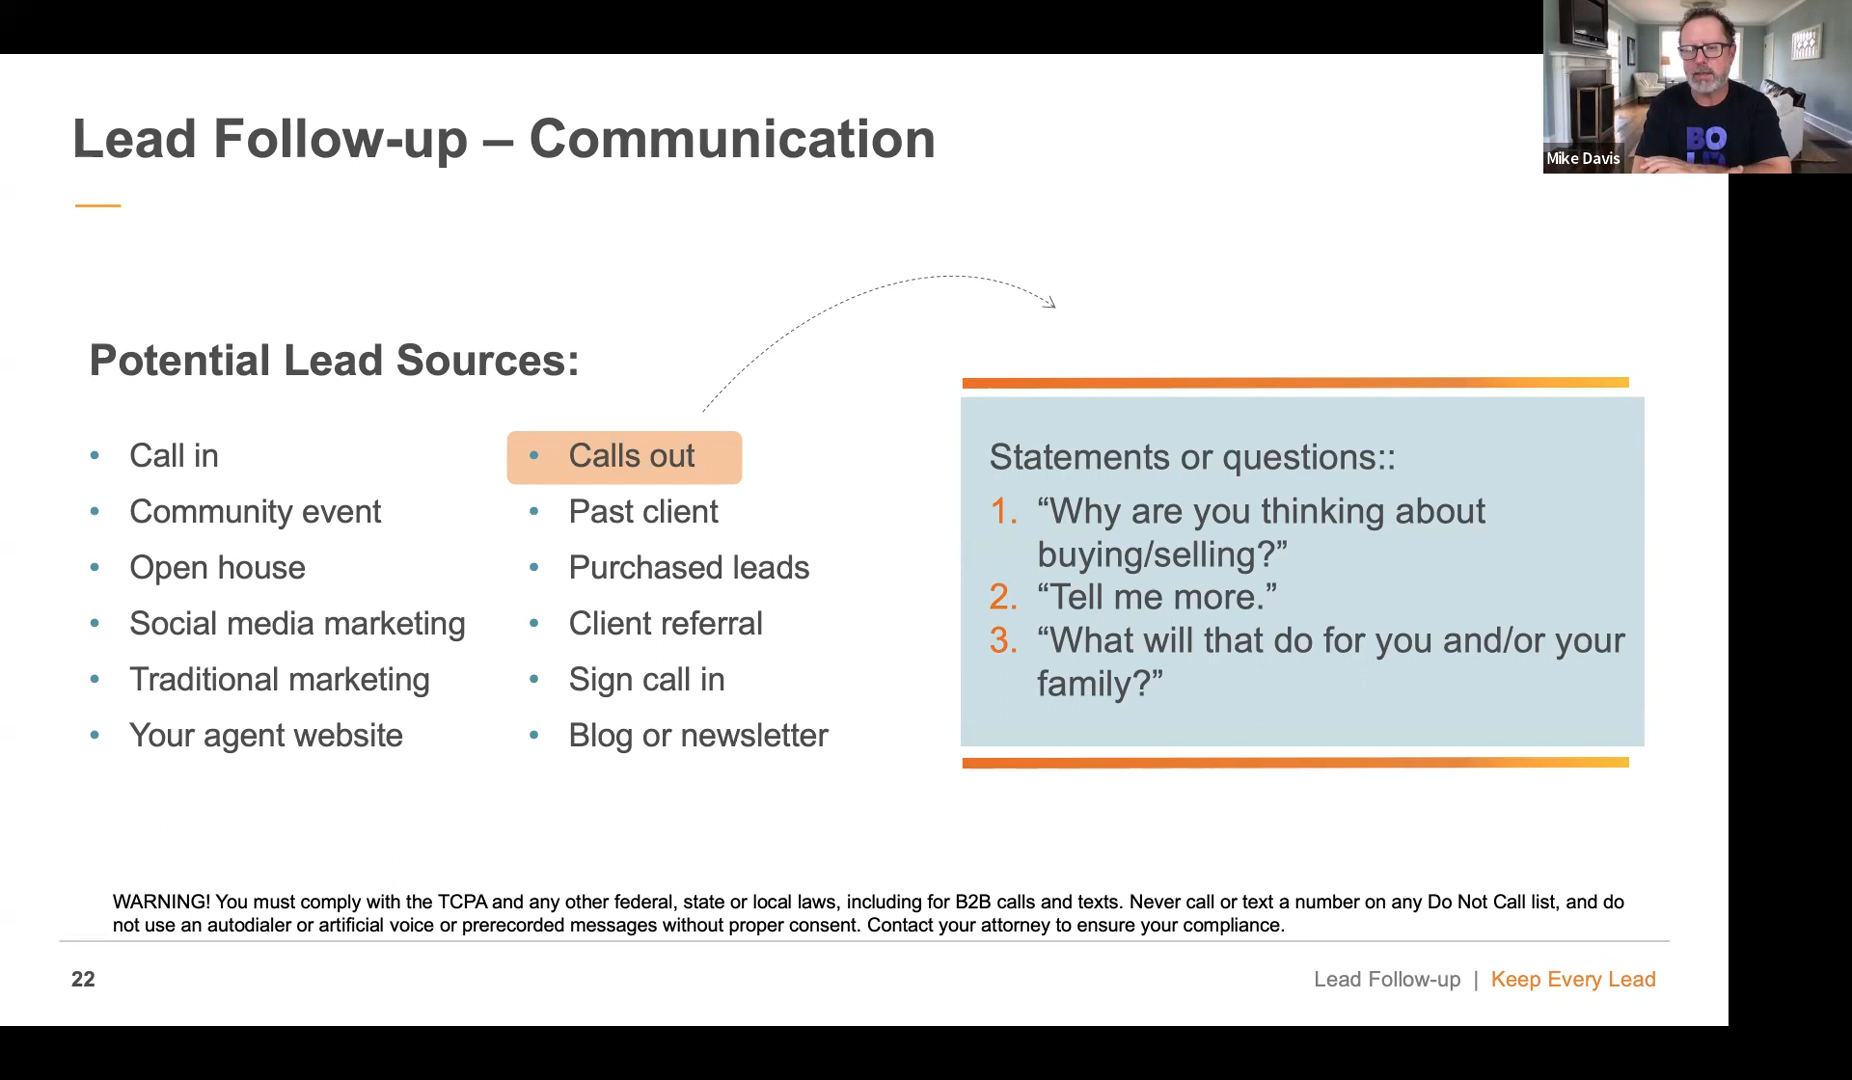 Lead Follow-up – Communication
Mike Davis
BO
Potential Lead Sources:
• Call in
• Community event
• Open house
• Social media marketing
• Traditional marketing
• Your agent website
• Calls out
• Past client
• Purchased leads
• Client referral
• Sign call in
• Blog or newsletter
Statements or questions::
1. “Why are you thinking about
buying/selling?”
2. “Tell me more.”
3. “What will that do for you and/or your
family?”
WARNING! You must comply with the TCPA and any other federal, state or local laws, including for B2B calls and texts. Never call or text a number on any Do Not Call list, and do
not use an autodialer or artificial voice or prerecorded messages without proper consent. Contact your attorney to ensure your compliance.
22
Lead Follow-up | Keep Every Lead